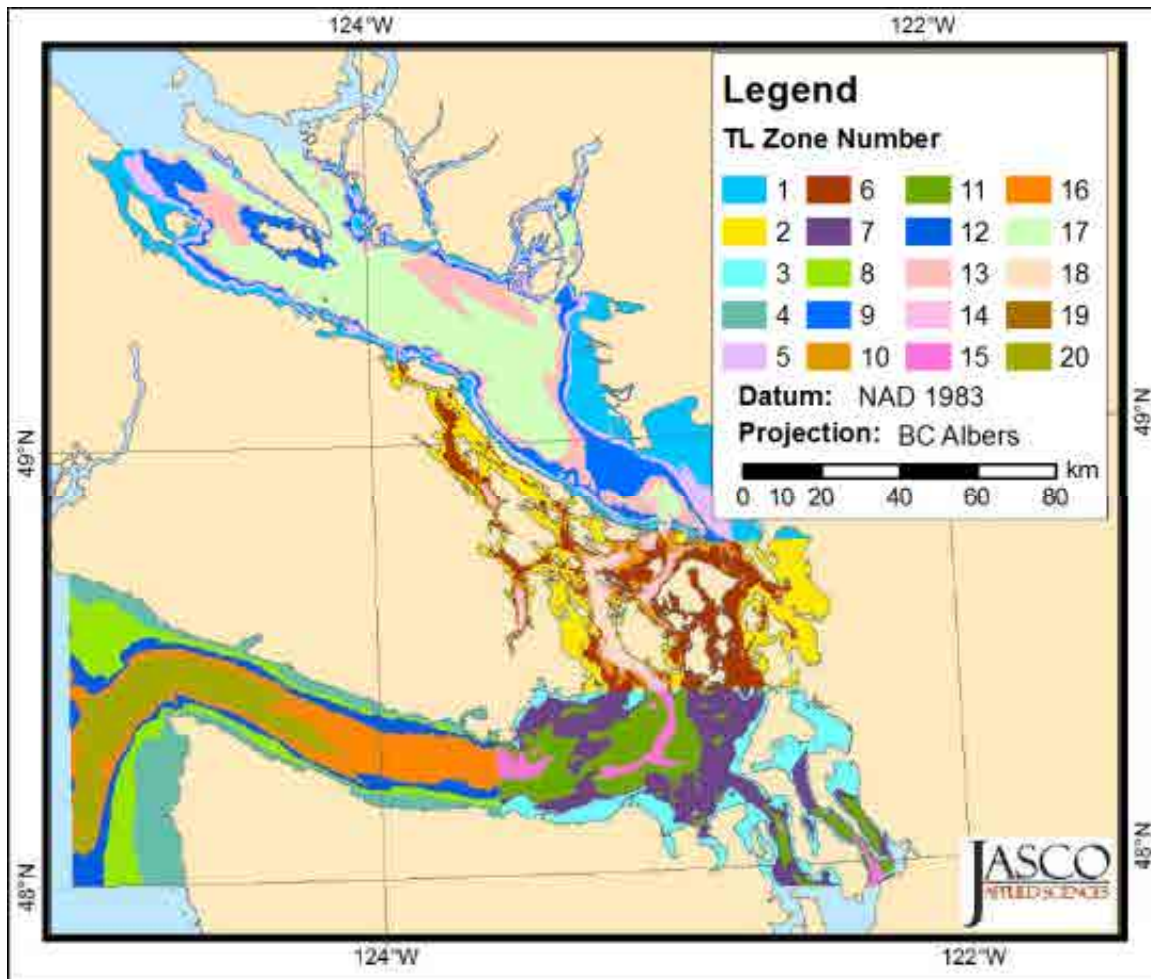 124°W 122°W
Legend
TL Zone Number
1 6 11 16
2 7 12 17
3 8 13 18
4 9 14 19
5 10 15 20
Datum: NAD 1983
Projection: BC Albers
km
0 10 20 40 60 80
49°N 49°N
48°N 48°N
JASCO
APPLIED SCIENCES
124°W 122°W